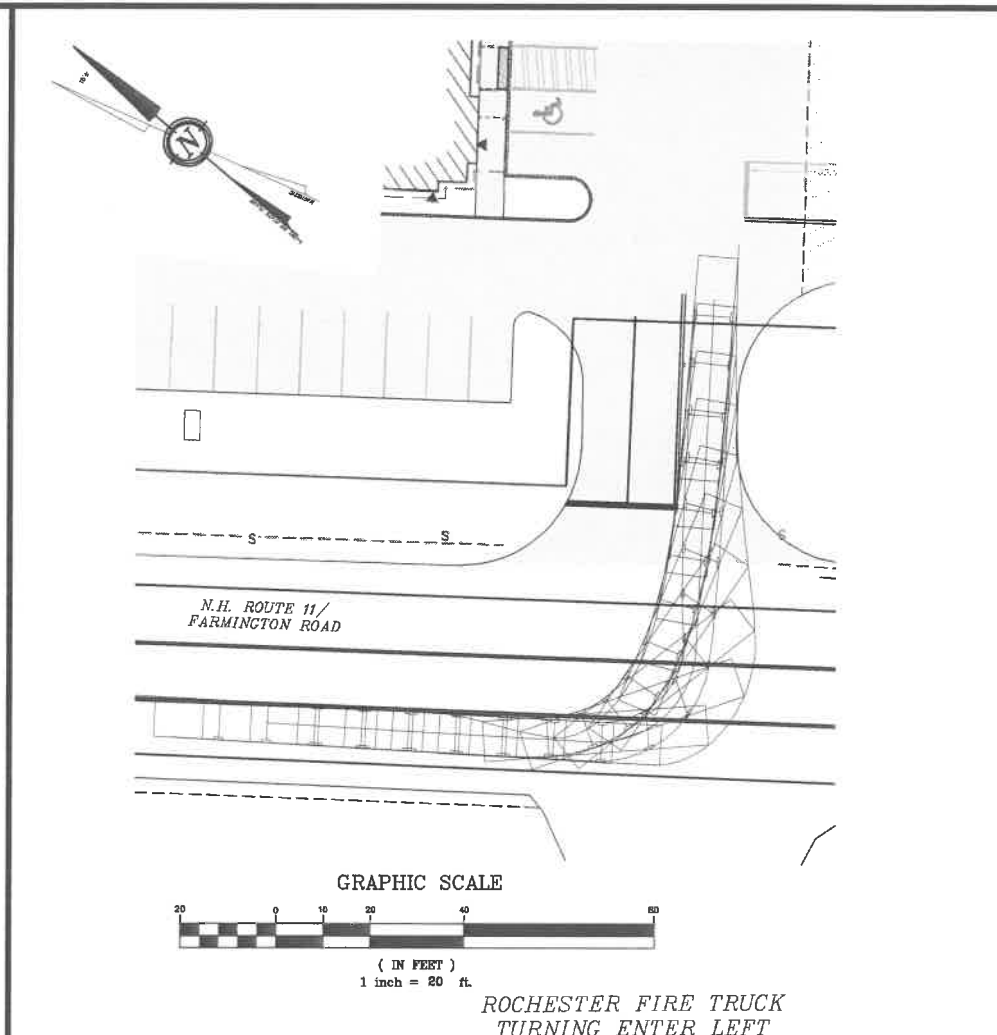 N
S
S
S
N.H. ROUTE 11/
FARMINGTON ROAD
GRAPHIC SCALE
20 0 10 20 40 80
( IN FEET )
1 inch = 20 ft.
ROCHESTER FIRE TRUCK
TURNING ENTER LEFT